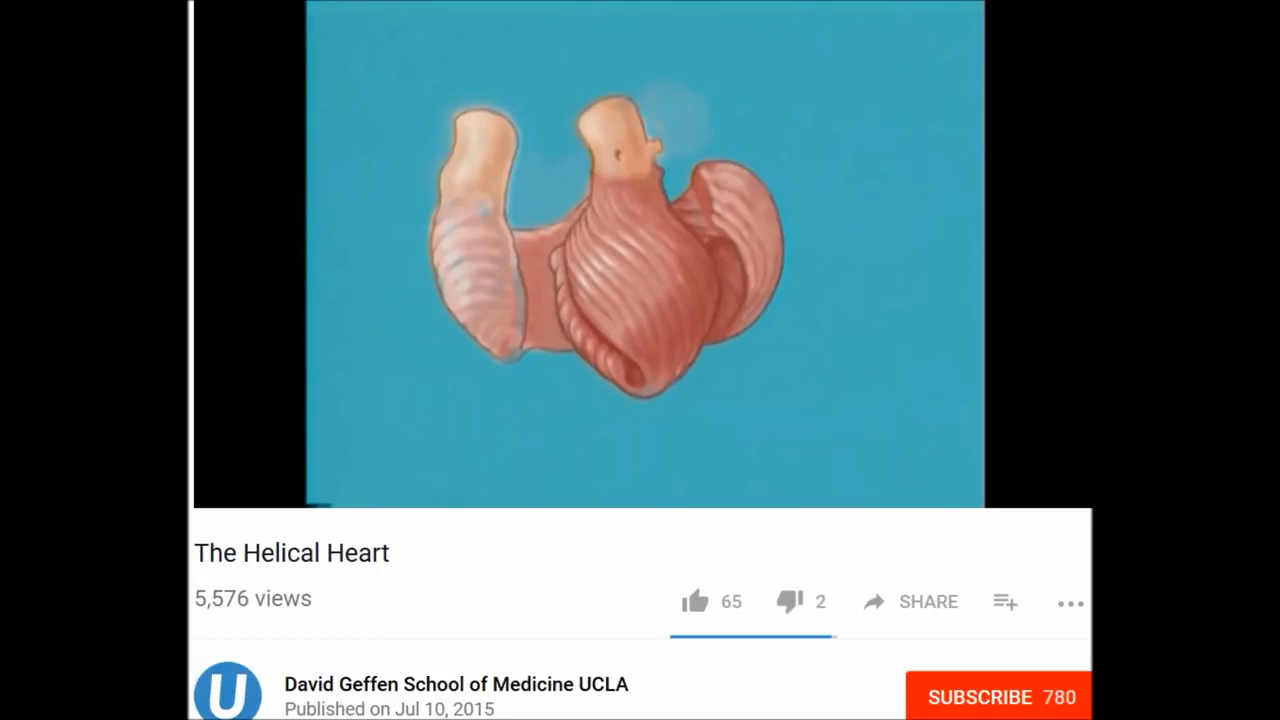 The Helical Heart
5,576 views
65 2 SHARE
U David Geffen School of Medicine UCLA
Published on Jul 10, 2015
SUBSCRIBE 780